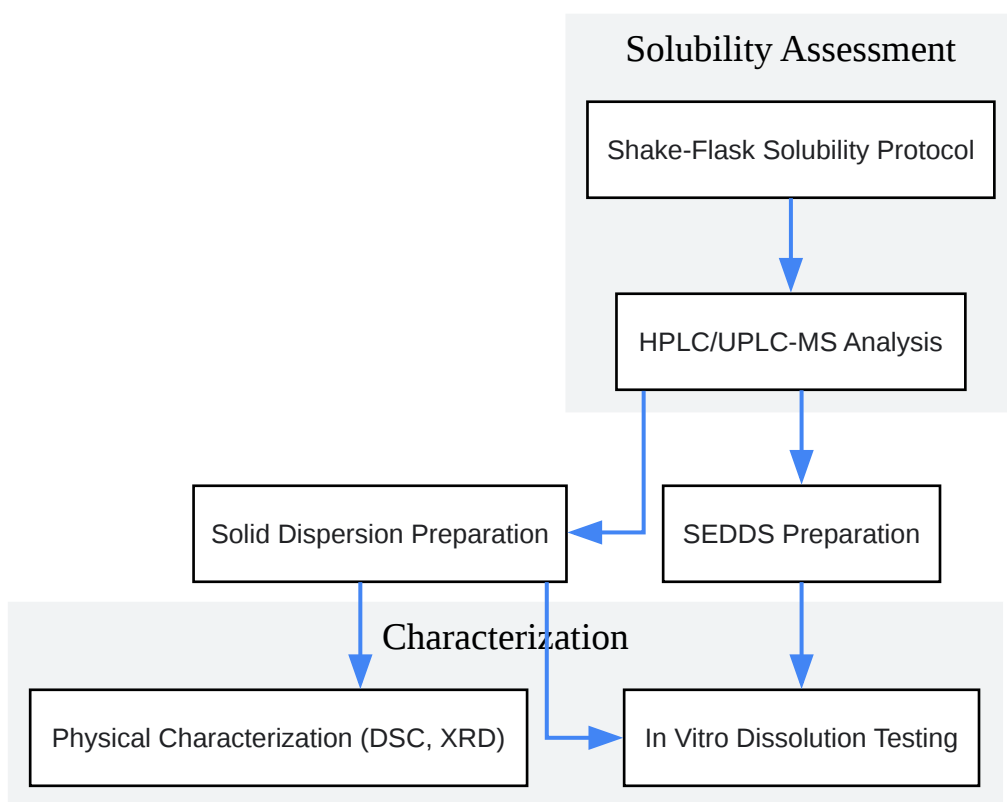 Solubility Assessment
Shake-Flask Solubility Protocol
HPLC/UPLC-MS Analysis
Solid Dispersion Preparation
SEDDS Preparation
Characterization
Physical Characterization (DSC, XRD)
In Vitro Dissolution Testing